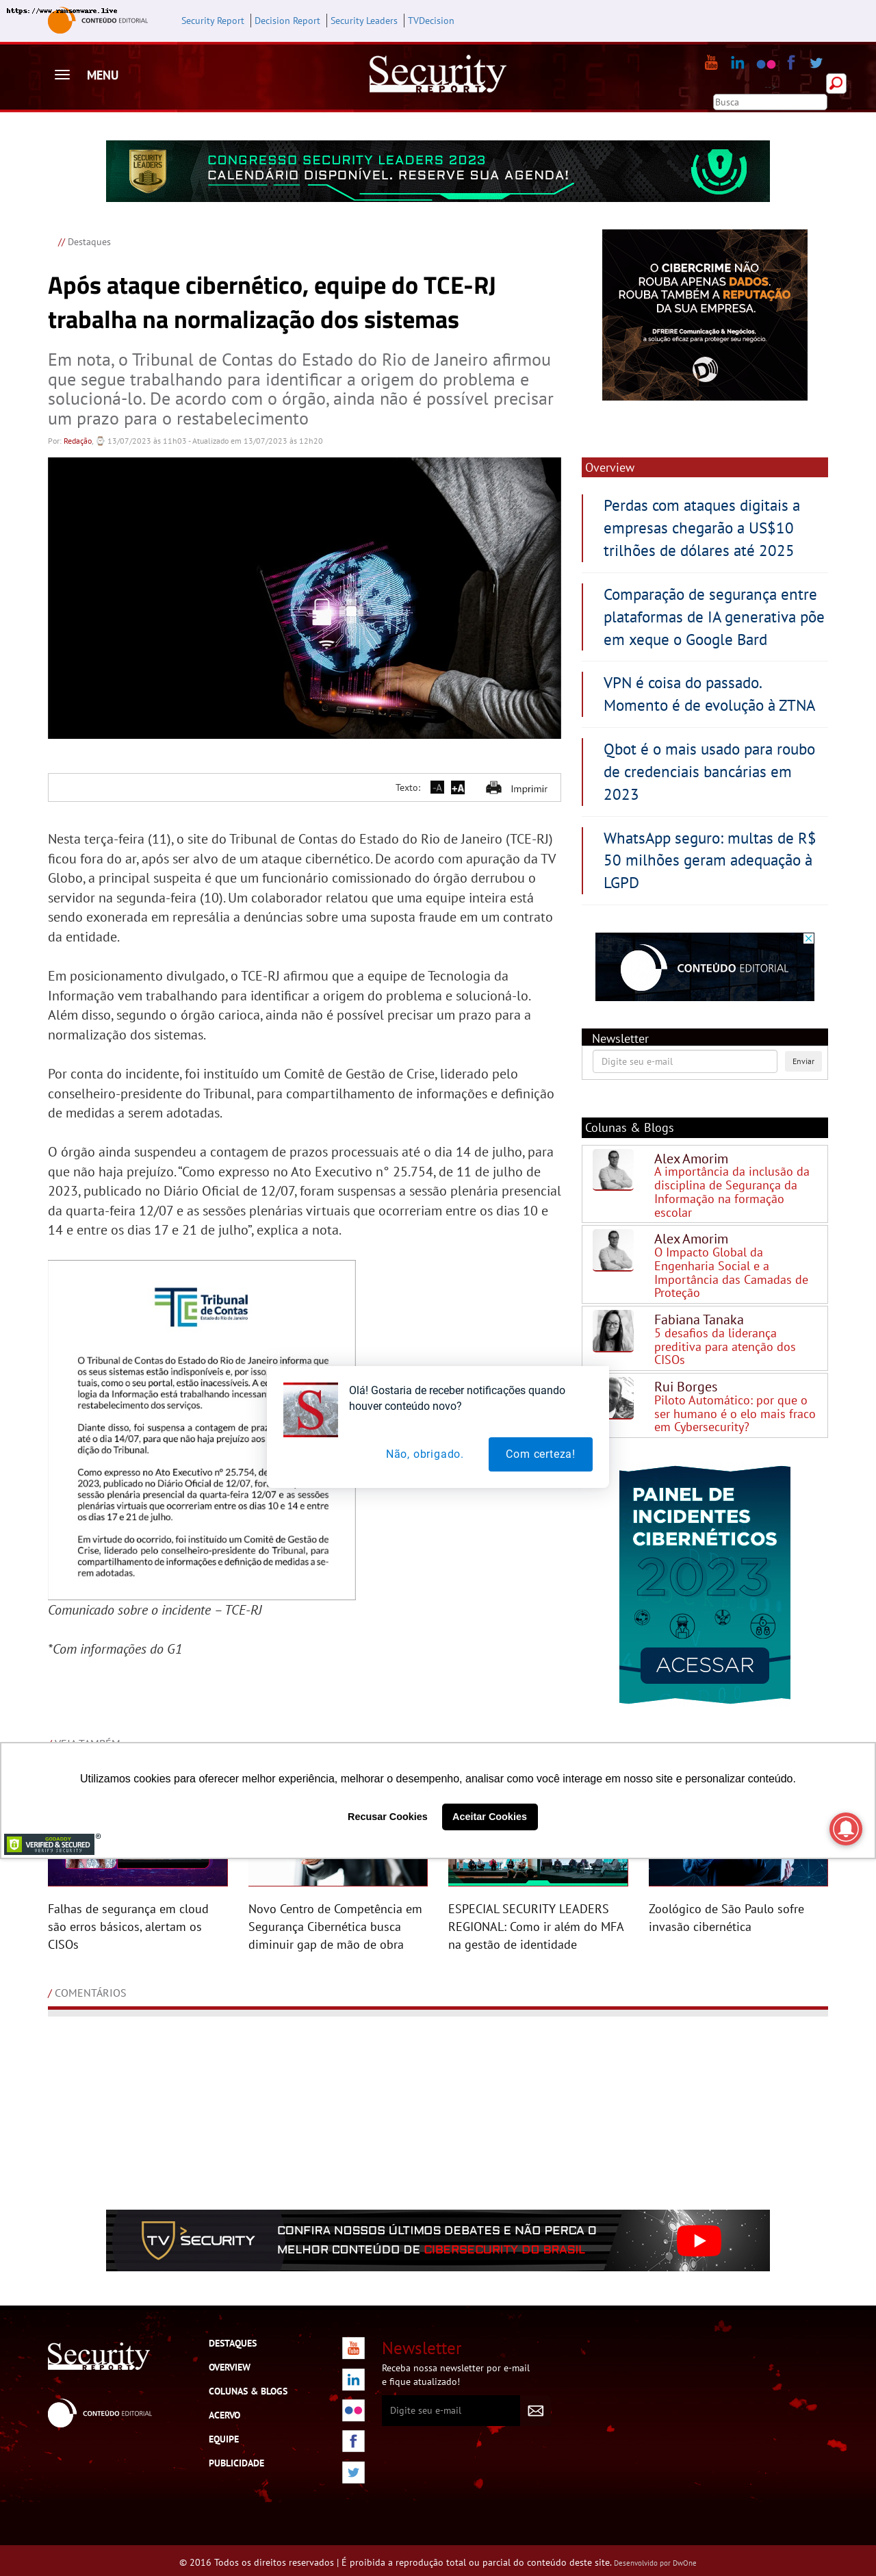 https://www.ransomware.live
CONTEÚDO EDITORIAL
Security Report
Decision Report
Security Leaders
TVDecision
MENU
Security
REPORT
You
Tube
in
f
Busca
SECURITY
LEADERS
CONGRESSO SECURITY LEADERS 2023
CALENDÁRIO DISPONÍVEL. RESERVE SUA AGENDA!
// Destaques
Após ataque cibernético, equipe do TCE-RJ
trabalha na normalização dos sistemas
Em nota, o Tribunal de Contas do Estado do Rio de Janeiro afirmou
que segue trabalhando para identificar a origem do problema e
solucioná-lo. De acordo com o órgão, ainda não é possível precisar
um prazo para o restabelecimento
Por: Redação, ⌚ 13/07/2023 às 11h03 - Atualizado em 13/07/2023 às 12h20
O CIBERCRIME NÃO
ROUBA APENAS DADOS.
ROUBA TAMBÉM A REPUTAÇÃO
DA SUA EMPRESA.
DFREIRE Comunicação & Negócios,
a solução eficaz para proteger seu negócio.
Overview
Perdas com ataques digitais a
empresas chegarão a US$10
trilhões de dólares até 2025
Comparação de segurança entre
plataformas de IA generativa põe
em xeque o Google Bard
VPN é coisa do passado.
Momento é de evolução à ZTNA
Qbot é o mais usado para roubo
de credenciais bancárias em
2023
WhatsApp seguro: multas de R$
50 milhões geram adequação à
LGPD
Texto: -A +A Imprimir
Nesta terça-feira (11), o site do Tribunal de Contas do Estado do Rio de Janeiro (TCE-RJ)
ficou fora do ar, após ser alvo de um ataque cibernético. De acordo com apuração da TV
Globo, a principal suspeita é que um funcionário comissionado do órgão derrubou o
servidor na segunda-feira (10). Um colaborador relatou que uma equipe inteira está
sendo exonerada em represália a denúncias sobre uma suposta fraude em um contrato
da entidade.
Em posicionamento divulgado, o TCE-RJ afirmou que a equipe de Tecnologia da
Informação vem trabalhando para identificar a origem do problema e solucioná-lo.
Além disso, segundo o órgão carioca, ainda não é possível precisar um prazo para a
normalização dos sistemas.
Por conta do incidente, foi instituído um Comitê de Gestão de Crise, liderado pelo
conselheiro-presidente do Tribunal, para compartilhamento de informações e definição
de medidas a serem adotadas.
O órgão ainda suspendeu a contagem de prazos processuais até o dia 14 de julho, para
que não haja prejuízo. “Como expresso no Ato Executivo n° 25.754, de 11 de julho de
2023, publicado no Diário Oficial de 12/07, foram suspensas a sessão plenária presencial
da quarta-feira 12/07 e as sessões plenárias virtuais que ocorreriam entre os dias 10 e
14 e entre os dias 17 e 21 de julho”, explica a nota.
CONTEÚDO EDITORIAL
Newsletter
Digite seu e-mail
Enviar
Colunas & Blogs
Alex Amorim
A importância da inclusão da
disciplina de Segurança da
Informação na formação
escolar
Alex Amorim
O Impacto Global da
Engenharia Social e a
Importância das Camadas de
Proteção
Fabiana Tanaka
5 desafios da liderança
preditiva para atenção dos
CISOs
Rui Borges
Piloto Automático: por que o
ser humano é o elo mais fraco
em Cybersecurity?
TCE
Tribunal
de Contas
Estado do Rio de Janeiro
O Tribunal de Contas do Estado do Rio de Janeiro informa que
os seus sistemas estão indisponíveis e, por isso,
tuais, como o seu portal, estão inacessíveis. A
logia da Informação está trabalhando
restabelecimento dos serviços.
Diante disso, foi suspensa a contagem de
até o dia 14/07, para que não haja
dição do Tribunal.
Como expresso no Ato Executivo nº 25.754,
2023, publicado no Diário Oficial de 12/07,
sessão plenária presencial da quarta-feira 12/07 e as sessões
plenárias virtuais que ocorreriam entre os dias 10 e 14 e entre
os dias 17 e 21 de julho.
Em virtude do ocorrido, foi instituído um Comitê de Gestão de
Crise, liderado pelo conselheiro-presidente do Tribunal, para
compartilhamento de informações e definição de medidas a se-
rem adotadas.
S
Olá! Gostaria de receber notificações quando
houver conteúdo novo?
Não, obrigado.
Com certeza!
Comunicado sobre o incidente – TCE-RJ
*Com informações do G1
PAINEL DE
INCIDENTES
CIBERNÉTICOS
2023
ACESSAR
Utilizamos cookies para oferecer melhor experiência, melhorar o desempenho, analisar como você interage em nosso site e personalizar conteúdo.
Recusar Cookies
Aceitar Cookies
GODADDY
VERIFIED & SECURED
VERIFY SECURITY
®
Falhas de segurança em cloud
são erros básicos, alertam os
CISOs
Novo Centro de Competência em
Segurança Cibernética busca
diminuir gap de mão de obra
ESPECIAL SECURITY LEADERS
REGIONAL: Como ir além do MFA
na gestão de identidade
Zoológico de São Paulo sofre
invasão cibernética
/ COMENTÁRIOS
TV SECURITY
CONFIRA NOSSOS ÚLTIMOS DEBATES E NÃO PERCA O
MELHOR CONTEÚDO DE CIBERSECURITY DO BRASIL
Security
REPORT
CONTEÚDO EDITORIAL
DESTAQUES
OVERVIEW
COLUNAS & BLOGS
ACERVO
EQUIPE
PUBLICIDADE
You
Tube
in
f
Newsletter
Receba nossa newsletter por e-mail
e fique atualizado!
Digite seu e-mail
© 2016 Todos os direitos reservados | É proibida a reprodução total ou parcial do conteúdo deste site. Desenvolvido por DwOne